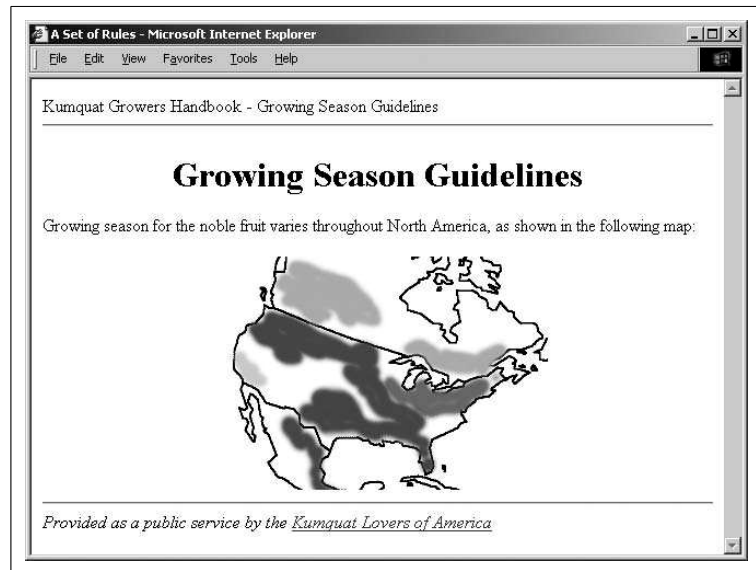 A Set of Rules - Microsoft Internet Explorer
File Edit View Favorites Tools Help
Kumquat Growers Handbook - Growing Season Guidelines
Growing Season Guidelines
Growing season for the noble fruit varies throughout North America, as shown in the following map:
Provided as a public service by the Kumquat Lovers of America